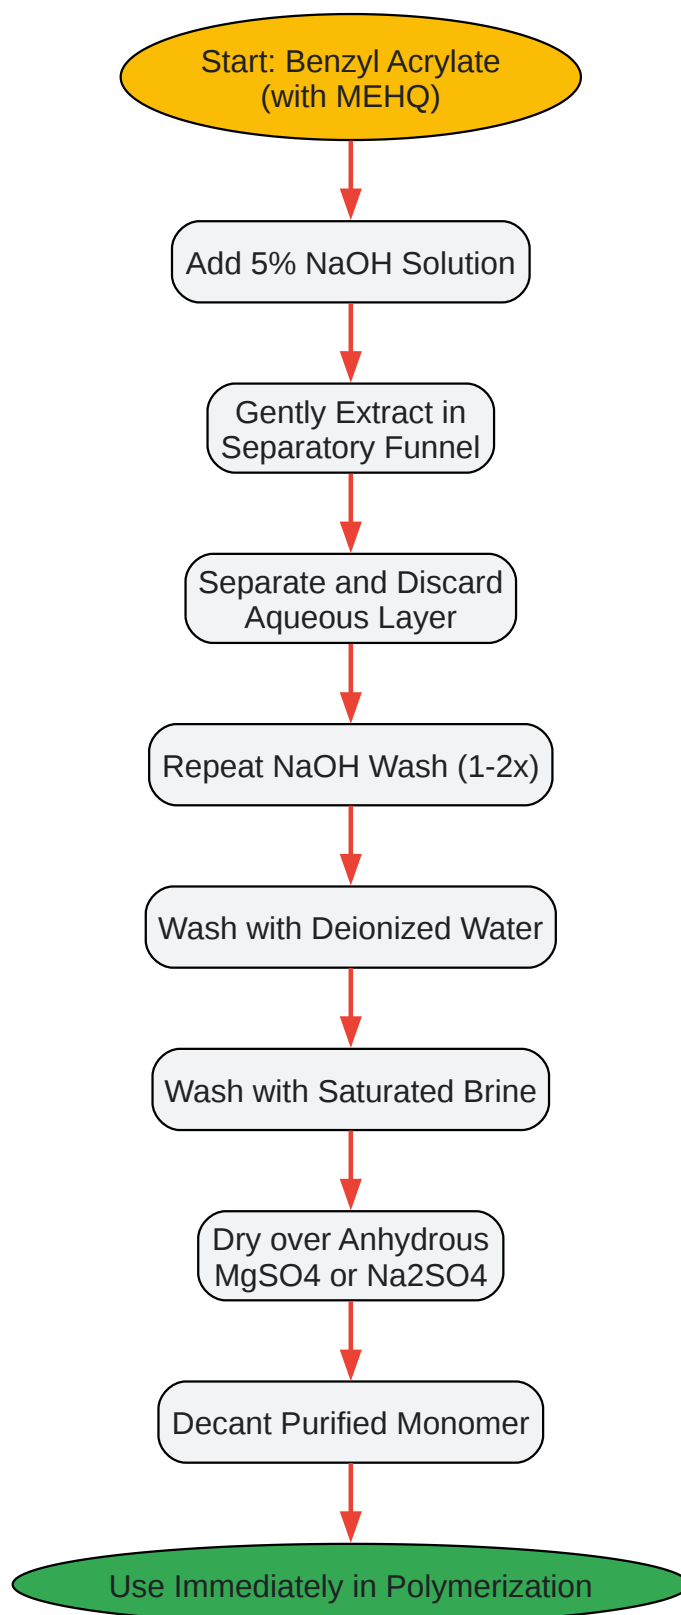 Start: Benzyl Acrylate
(with MEHQ)
Add 5% NaOH Solution
Gently Extract in
Separatory Funnel
Separate and Discard
Aqueous Layer
Repeat NaOH Wash (1-2x)
Wash with Deionized Water
Wash with Saturated Brine
Dry over Anhydrous
MgSO4 or Na2SO4
Decant Purified Monomer
Use Immediately in Polymerization